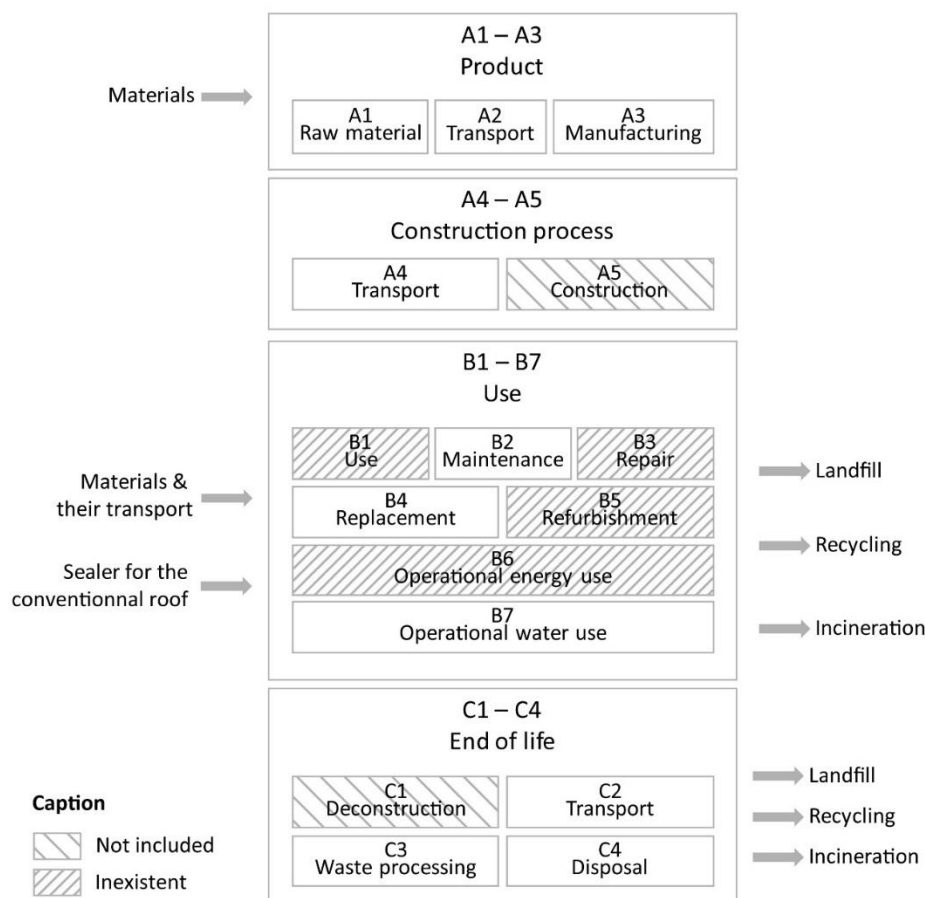 A1 – A3
Product
Materials
A1
Raw material
A2
Transport
A3
Manufacturing
A4 – A5
Construction process
A4
Transport
A5
Construction
B1 – B7
Use
B1
Use
B2
Maintenance
B3
Repair
Materials &
their transport
B4
Replacement
B5
Refurbishment
Landfill
Recycling
Sealer for the
conventionnal roof
B6
Operational energy use
B7
Operational water use
Incineration
C1 – C4
End of life
C1
Deconstruction
C2
Transport
C3
Waste processing
C4
Disposal
Landfill
Recycling
Incineration
Caption
Not included
Inexistent